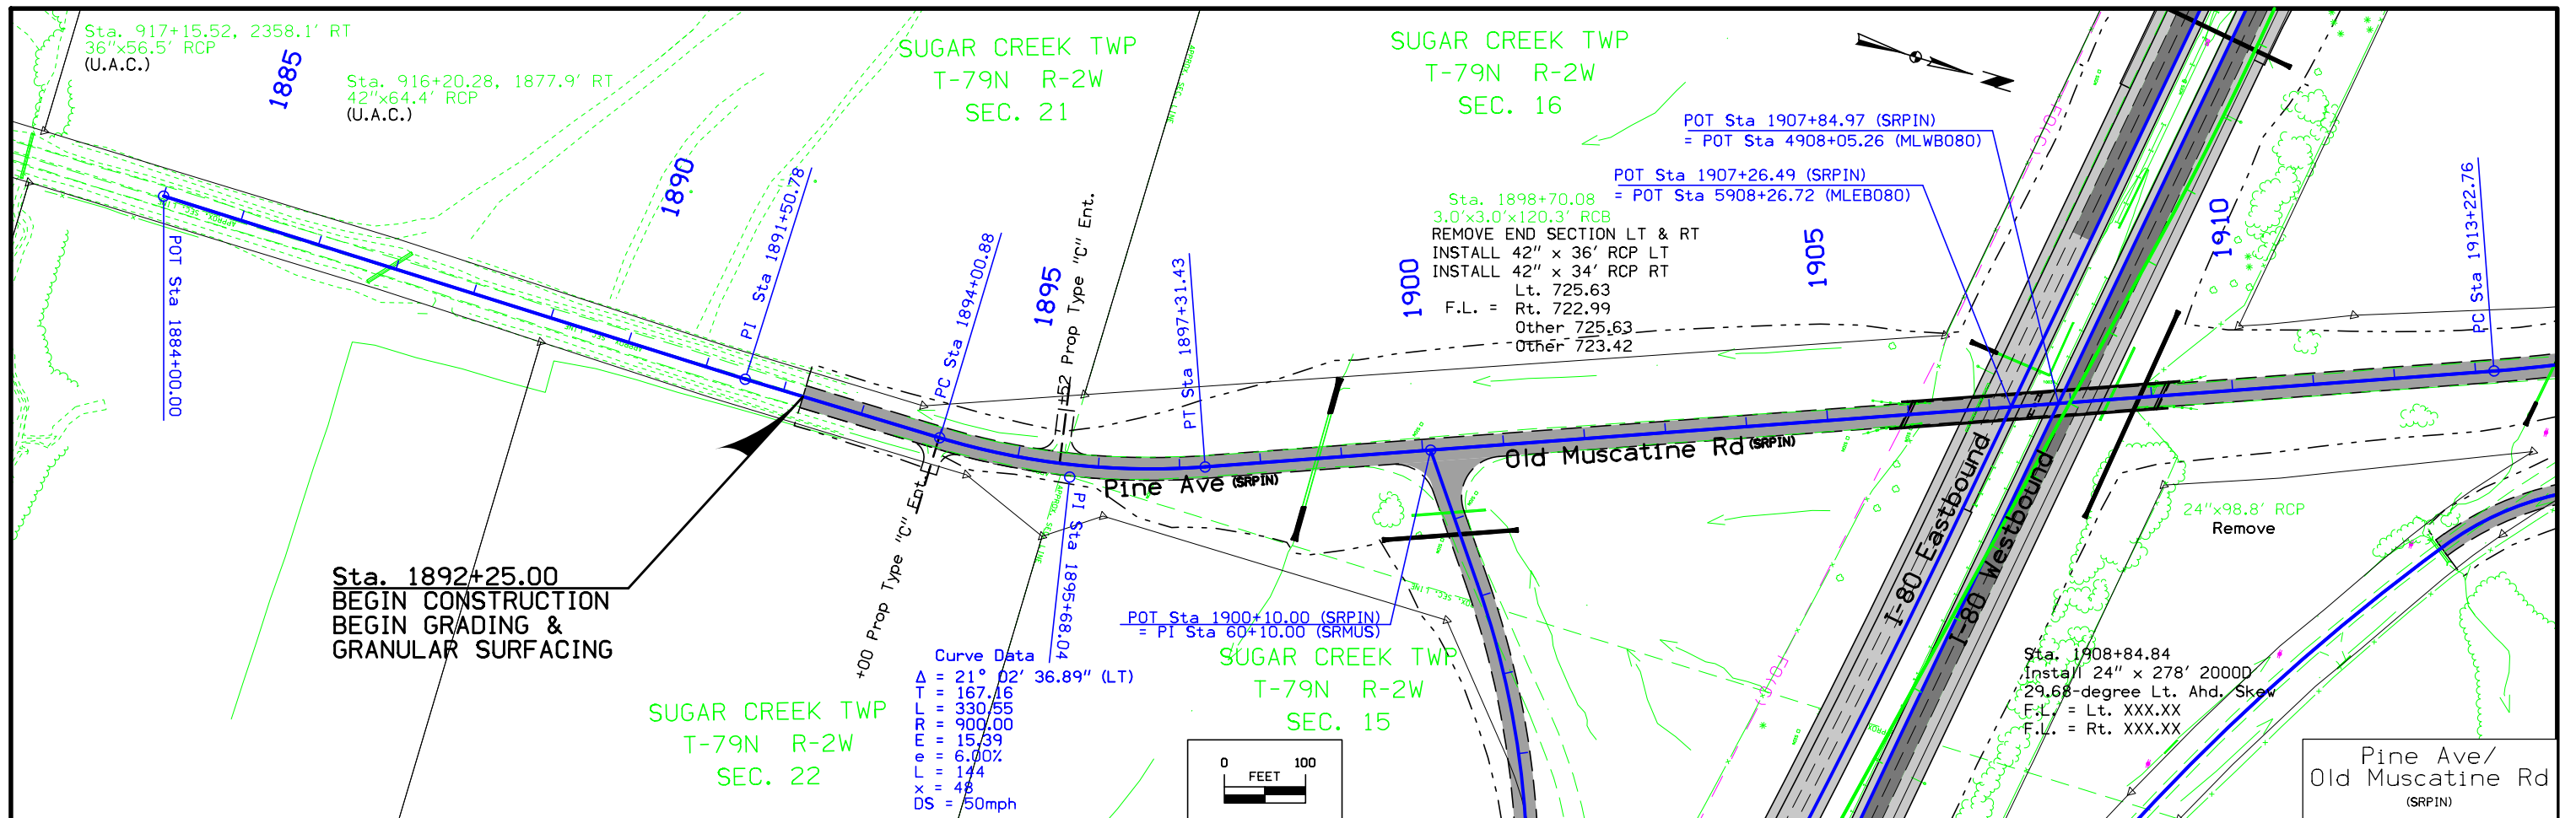 Sta. 917+15.52, 2358.1' RT
36"x56.5' RCP
(U.A.C.)
1885
Sta. 916+20.28, 1877.9' RT
42"x64.4' RCP
(U.A.C.)
SUGAR CREEK TWP
T-79N R-2W
SEC. 21
SUGAR CREEK TWP
T-79N R-2W
SEC. 16
POT Sta 1907+84.97 (SRPIN)
= POT Sta 4908+05.26 (MLWB080)
POT Sta 1907+26.49 (SRPIN)
= POT Sta 5908+26.72 (MLEB080)
Sta. 1898+70.08
3.0'x3.0'x120.3' RCB
REMOVE END SECTION LT & RT
INSTALL 42" x 36' RCP LT
INSTALL 42" x 34' RCP RT
Lt. 725.63
F.L. = Rt. 722.99
Other 725.63
Other 723.42
1890
1895
1900
1905
1910
POT Sta 1884+00.00
PI Sta 1891+50.78
PC Sta 1894+00.88
+52 Prop Type "C" Ent.
PT Sta 1897+31.43
PC Sta 1913+22.76
FO(C)
Pine Ave (SRPIN)
Old Muscatine Rd (SRPIN)
I-80 Eastbound
I-80 Westbound
24"x98.8' RCP
Remove
Sta. 1892+25.00
BEGIN CONSTRUCTION
BEGIN GRADING &
GRANULAR SURFACING
+00 Prop Type "C" Ent.
PI Sta 1895+68.04
POT Sta 1900+10.00 (SRPIN)
= PI Sta 60+10.00 (SRMUS)
Curve Data
Δ = 21° 02' 36.89" (LT)
T = 167.16
L = 330.55
R = 900.00
E = 15.39
e = 6.00%
L = 144
x = 48
DS = 50mph
SUGAR CREEK TWP
T-79N R-2W
SEC. 22
SUGAR CREEK TWP
T-79N R-2W
SEC. 15
FO(C)
Sta. 1908+84.84
Install 24" x 278' 2000D
29.68-degree Lt. Ahd. Skew
F.L. = Lt. XXX.XX
F.L. = Rt. XXX.XX
0 100
FEET
Pine Ave/
Old Muscatine Rd
(SRPIN)